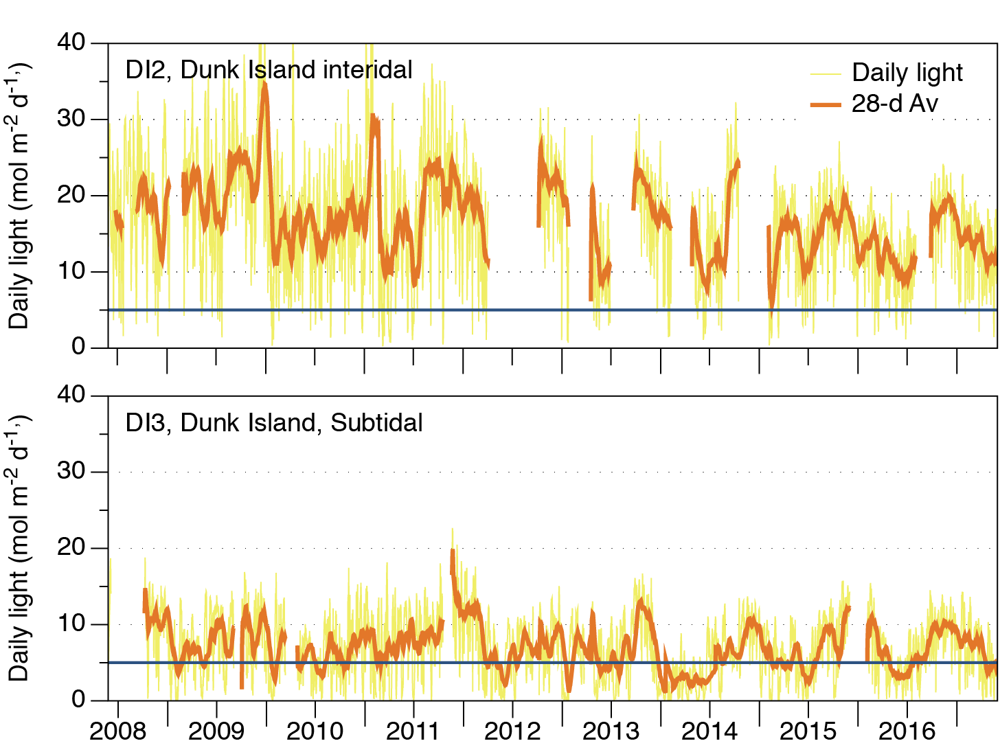 40
30
20
10
0
Daily light (mol m-2 d-1,)
DI2, Dunk Island interidal
Daily light
28-d Av
40
30
20
10
0
Daily light (mol m-2 d-1,)
DI3, Dunk Island, Subtidal
2008 2009 2010 2011 2012 2013 2014 2015 2016